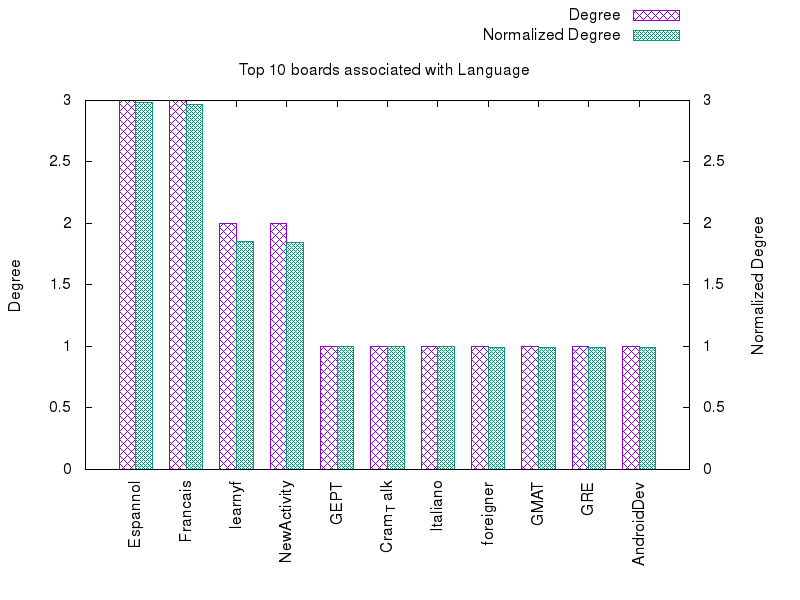 Degree
Normalized Degree
Top 10 boards associated with Language
3
2.5
2
1.5
1
0.5
0
3
2.5
2
1.5
1
0.5
0
Degree
Normalized Degree
Espannol
Francais
learnyf
NewActivity
GEPT
CramTalk
Italiano
foreigner
GMAT
GRE
AndroidDev